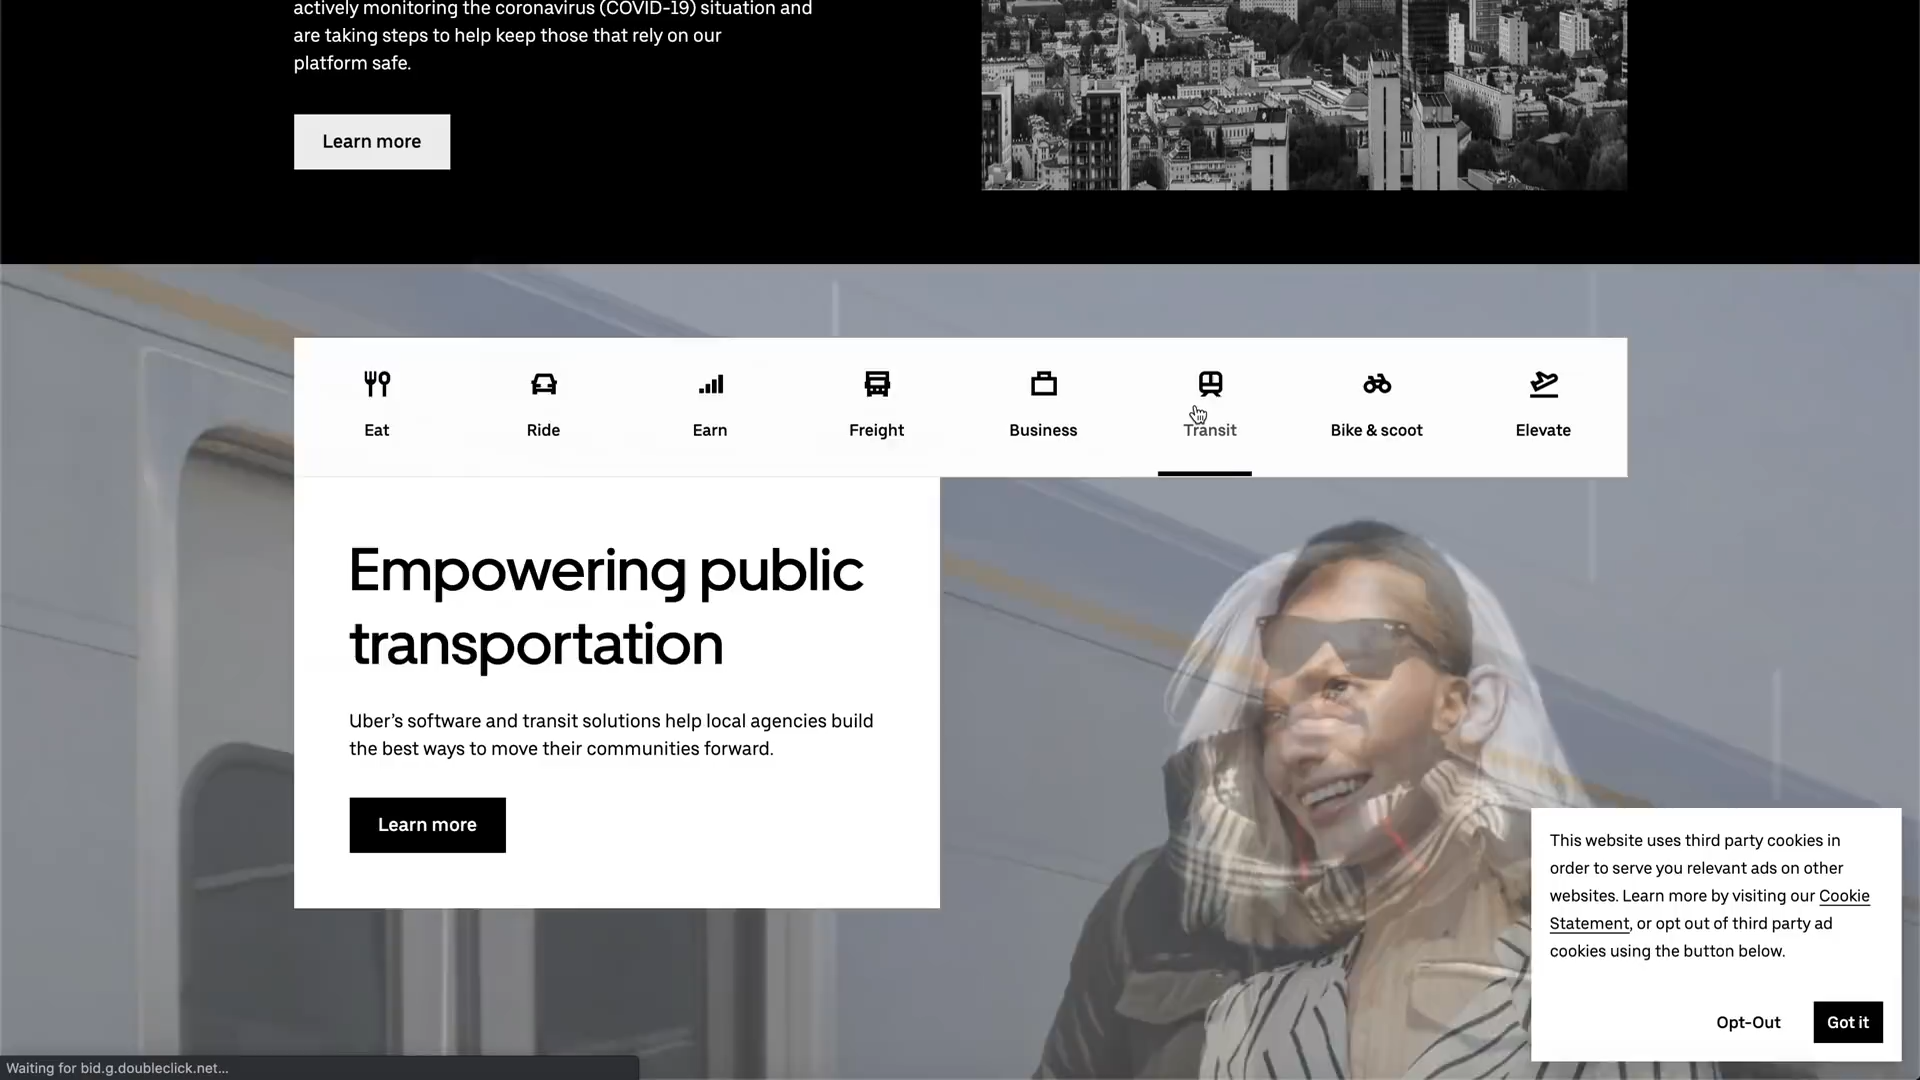 actively monitoring the coronavirus (COVID-19) situation and
are taking steps to help keep those that rely on our
platform safe.
Learn more
Eat
Ride
Earn
Freight
Business
Transit
Bike & scoot
Elevate
Empowering public
transportation
Uber’s software and transit solutions help local agencies build
the best ways to move their communities forward.
Learn more
This website uses third party cookies in
order to serve you relevant ads on other
websites. Learn more by visiting our Cookie
Statement, or opt out of third party ad
cookies using the button below.
Opt-Out
Got it
Waiting for bid.g.doubleclick.net...